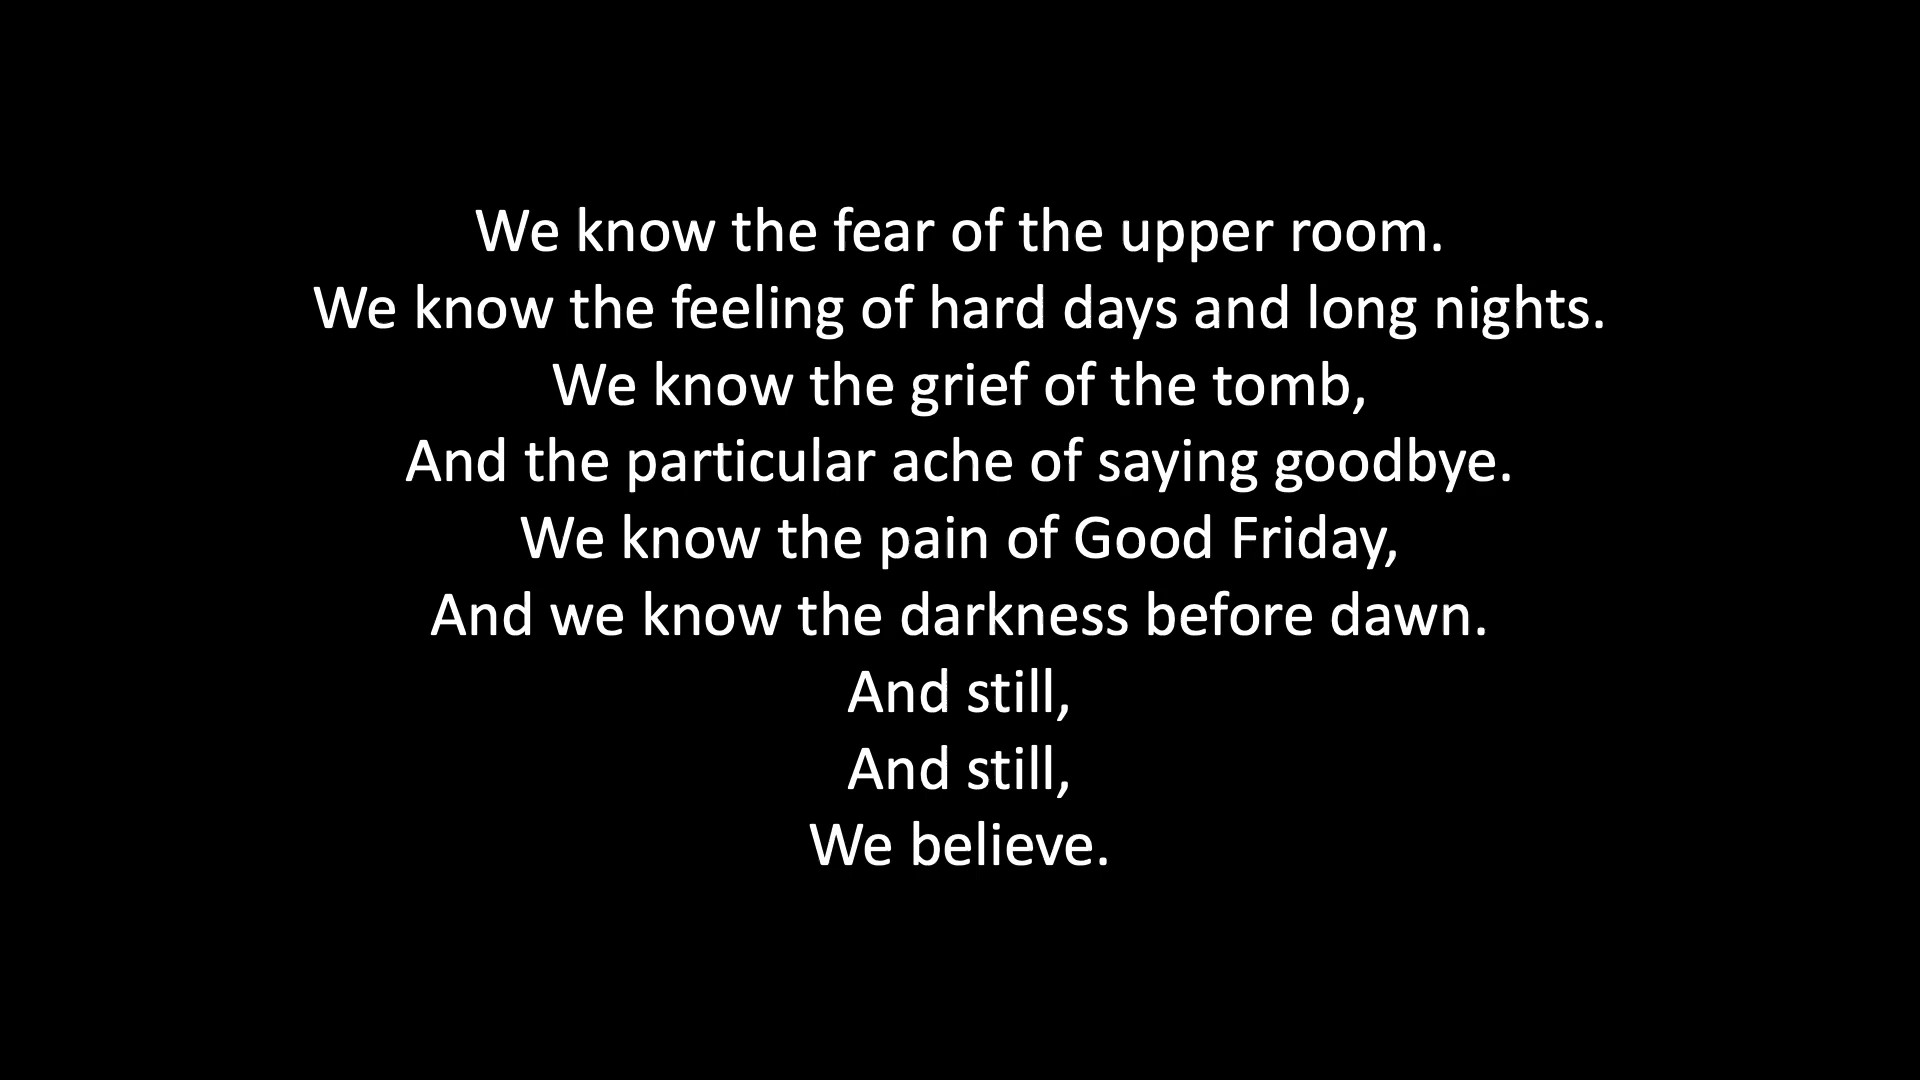 We know the fear of the upper room.
We know the feeling of hard days and long nights.
We know the grief of the tomb,
And the particular ache of saying goodbye.
We know the pain of Good Friday,
And we know the darkness before dawn.
And still,
And still,
We believe.